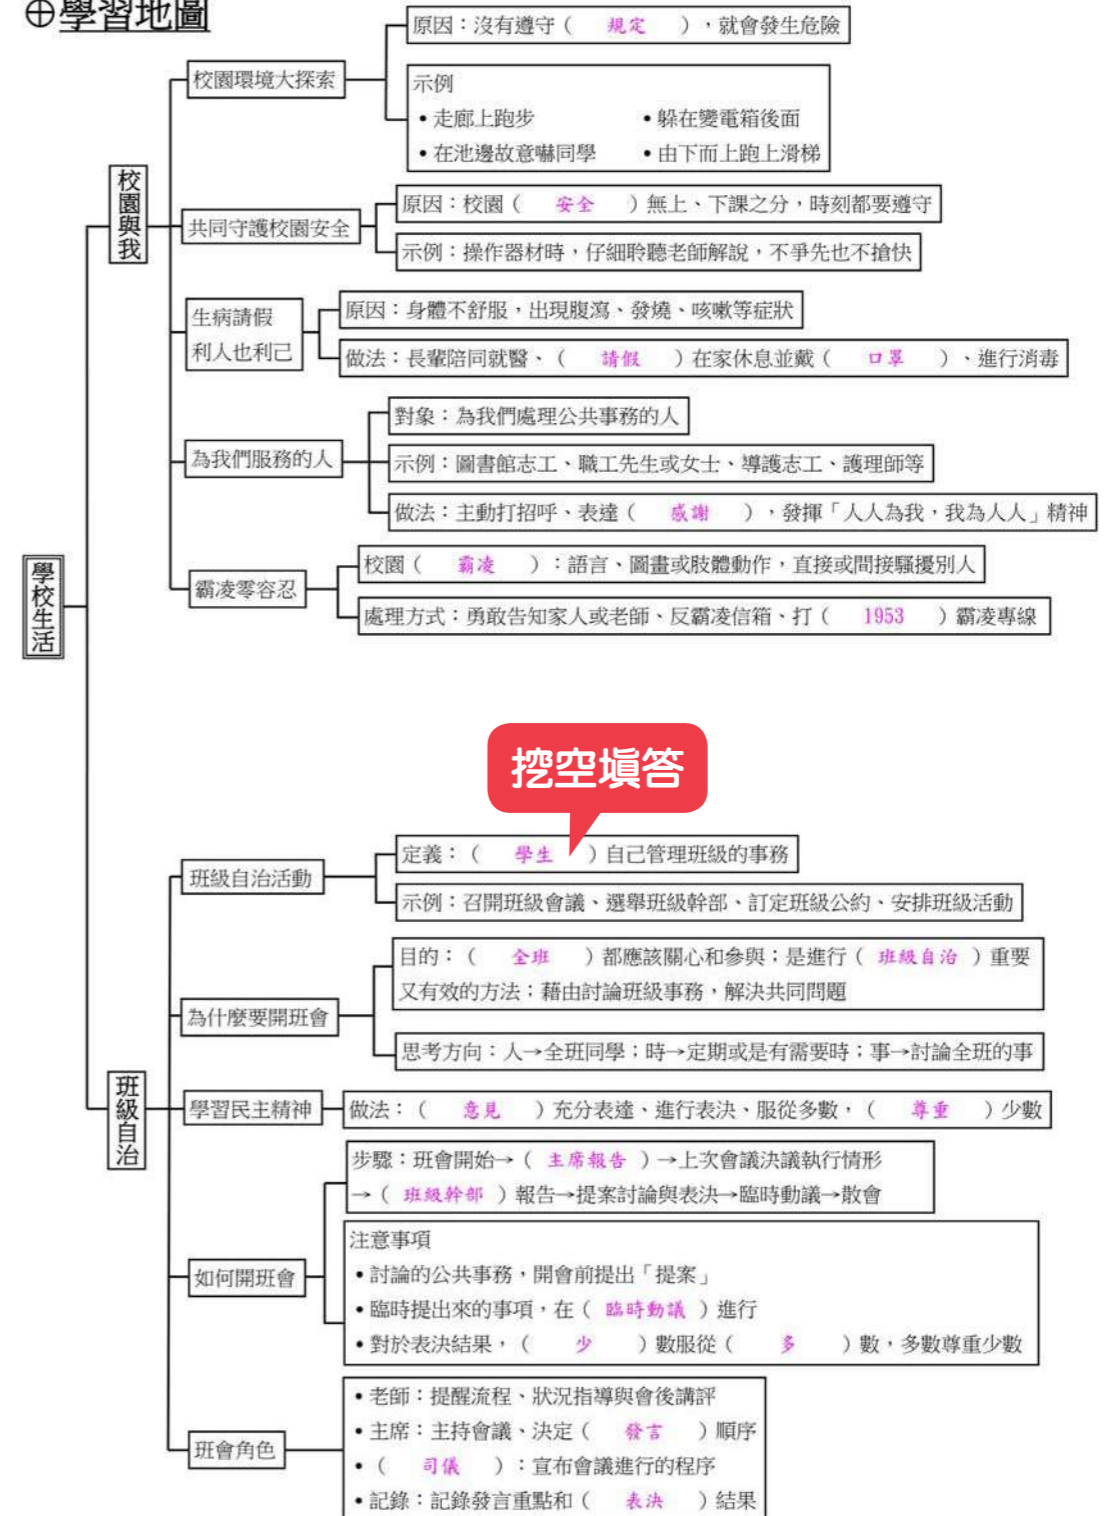 ⊕學習地圖
學校生活
校園與我
校園環境大探索
原因：沒有遵守（　規定　），就會發生危險
示例
•走廊上跑步　•躲在變電箱後面
•在池邊故意嚇同學　•由下而上跑上滑梯
共同守護校園安全
原因：校園（　安全　）無上、下課之分，時刻都要遵守
示例：操作器材時，仔細聆聽老師解說，不爭先也不搶快
生病請假
利人也利己
原因：身體不舒服，出現腹瀉、發燒、咳嗽等症狀
做法：長輩陪同就醫、（　請假　）在家休息並戴（　口罩　）、進行消毒
為我們服務的人
對象：為我們處理公共事務的人
示例：圖書館志工、職工先生或女士、導護志工、護理師等
做法：主動打招呼、表達（　感謝　），發揮「人人為我，我為人人」精神
霸凌零容忍
校園（　霸凌　）：語言、圖畫或肢體動作，直接或間接騷擾別人
處理方式：勇敢告知家人或老師、反霸凌信箱、打（　1953　）霸凌專線
挖空填答
班級自治
班級自治活動
定義：（　學生　）自己管理班級的事務
示例：召開班級會議、選舉班級幹部、訂定班級公約、安排班級活動
為什麼要開班會
目的：（　全班　）都應該關心和參與；是進行（班級自治）重要
又有效的方法；藉由討論班級事務，解決共同問題
思考方向：人→全班同學；時→定期或是有需要時；事→討論全班的事
學習民主精神
做法：（　意見　）充分表達、進行表決、服從多數，（　尊重　）少數
如何開班會
步驟：班會開始→（主席報告）→上次會議決議執行情形
→（班級幹部）報告→提案討論與表決→臨時動議→散會
注意事項
•討論的公共事務，開會前提出「提案」
•臨時提出來的事項，在（臨時動議）進行
•對於表決結果，（　少　）數服從（　多　）數，多數尊重少數
班會角色
•老師：提醒流程、狀況指導與會後講評
•主席：主持會議、決定（　發言　）順序
•（　司儀　）：宣布會議進行的程序
•記錄：記錄發言重點和（　表決　）結果